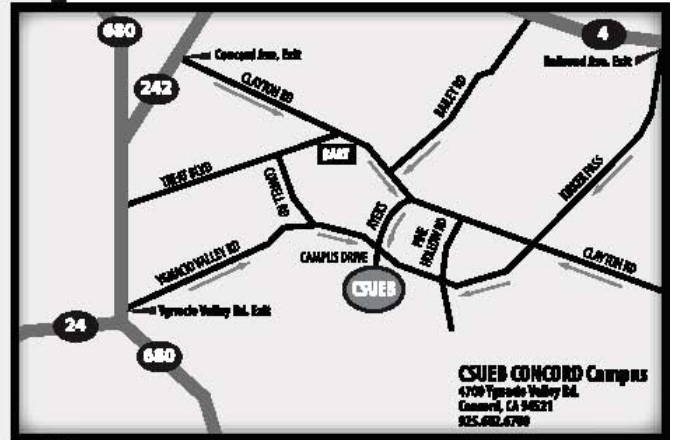 680
4
Concord Ave. Exit
Railroad Ave. Exit
242
CLAYTON RD
BAILEY RD
BART
TREAT BLVD
COWELL RD
KIRKER PASS
AYERS
PINE
HOLLOW RD
YGNACIO VALLEY RD
CAMPUS DRIVE
CLAYTON RD
CSUEB
Ygnacio Valley Rd. Exit
24
680
CSUEB CONCORD Campus
4700 Ygnacio Valley Rd.
Concord, CA 94521
925.602.6700